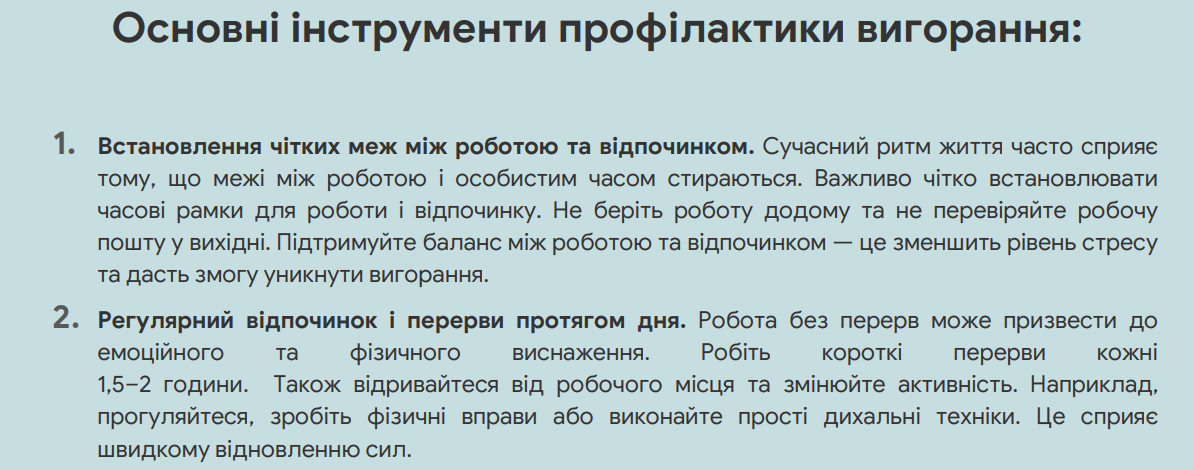 Основні інструменти профілактики вигорання:
1. Встановлення чітких меж між роботою та відпочинком. Сучасний ритм життя часто сприяє
тому, що межі між роботою і особистим часом стираються. Важливо чітко встановлювати
часові рамки для роботи і відпочинку. Не беріть роботу додому та не перевіряйте робочу
пошту у вихідні. Підтримуйте баланс між роботою та відпочинком — це зменшить рівень стресу
та дасть змогу уникнути вигорання.
2. Регулярний відпочинок і перерви протягом дня. Робота без перерв може призвести до
емоційного та фізичного виснаження. Робіть короткі перерви кожні
1,5–2 години. Також відривайтеся від робочого місця та змінюйте активність. Наприклад,
прогуляйтеся, зробіть фізичні вправи або виконайте прості дихальні техніки. Це сприяє
швидкому відновленню сил.